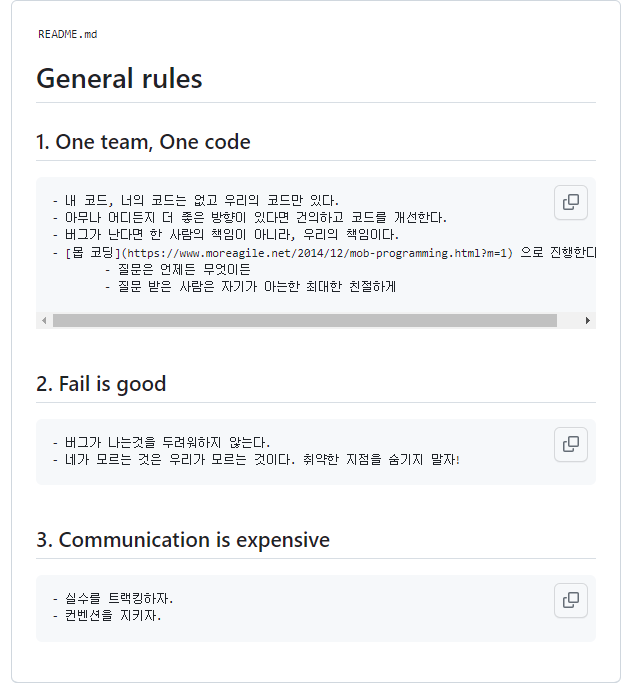 README.md
General rules
1. One team, One code
- 내 코드, 너의 코드는 없고 우리의 코드만 있다.
- 아무나 어디든지 더 좋은 방향이 있다면 건의하고 코드를 개선한다.
- 버그가 난다면 한 사람의 책임이 아니라, 우리의 책임이다.
- [몹 코딩](https://www.moreagile.net/2014/12/mob-programming.html?m=1) 으로 진행한다
- 질문은 언제든 무엇이든
- 질문 받은 사람은 자기가 아는한 최대한 친절하게
2. Fail is good
- 버그가 나는것을 두려워하지 않는다.
- 네가 모르는 것은 우리가 모르는 것이다. 취약한 지점을 숨기지 말자!
3. Communication is expensive
- 실수를 트랙킹하자.
- 컨벤션을 지키자.